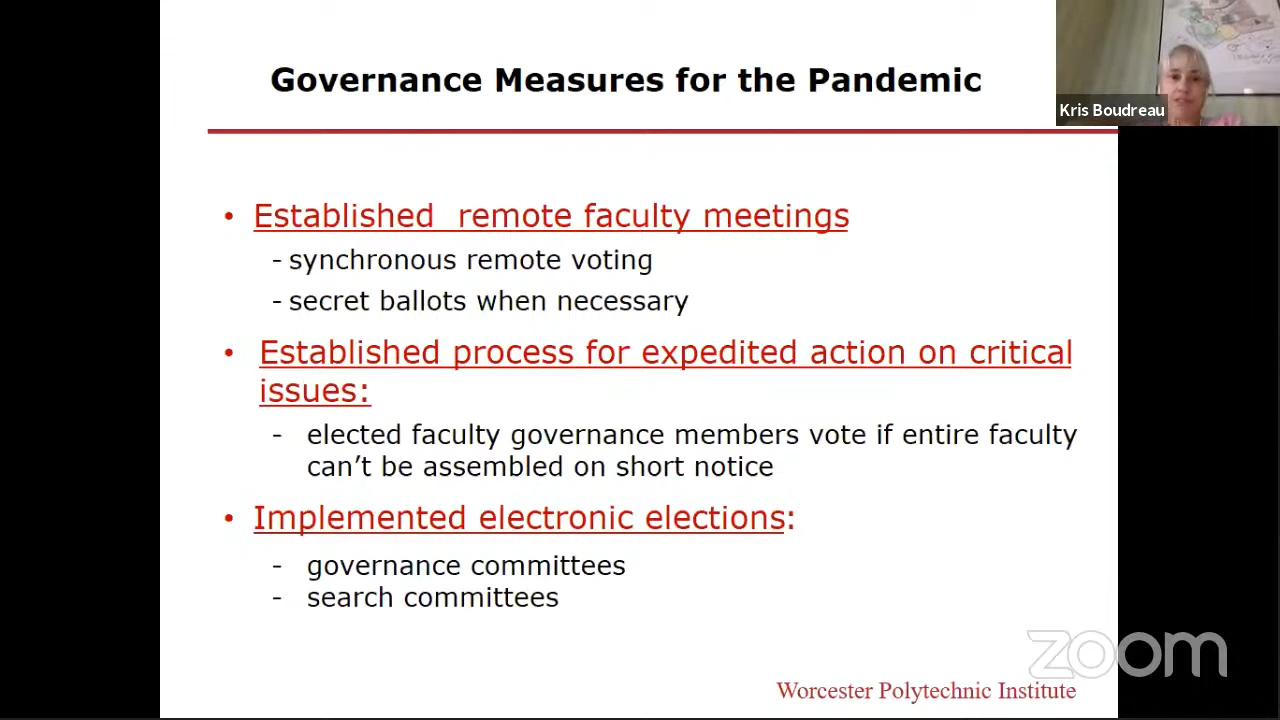 Governance Measures for the Pandemic
Kris Boudreau
• Established remote faculty meetings
- synchronous remote voting
- secret ballots when necessary
• Established process for expedited action on critical
issues:
- elected faculty governance members vote if entire faculty
can’t be assembled on short notice
• Implemented electronic elections:
- governance committees
- search committees
zoom
Worcester Polytechnic Institute